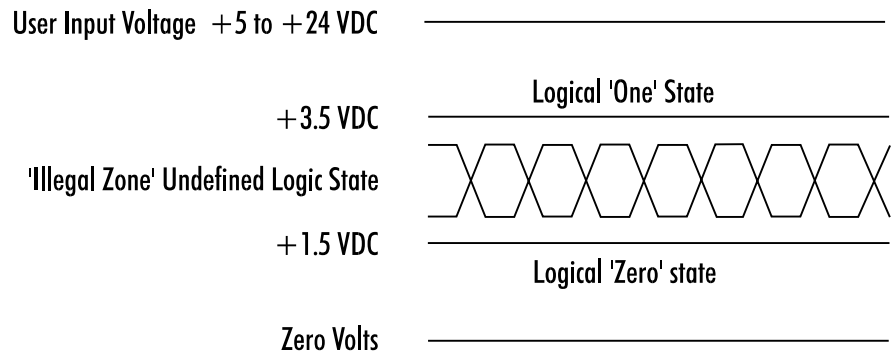 User Input Voltage +5 to +24 VDC
Logical 'One' State
+3.5 VDC
'Illegal Zone' Undefined Logic State
+1.5 VDC
Logical 'Zero' state
Zero Volts